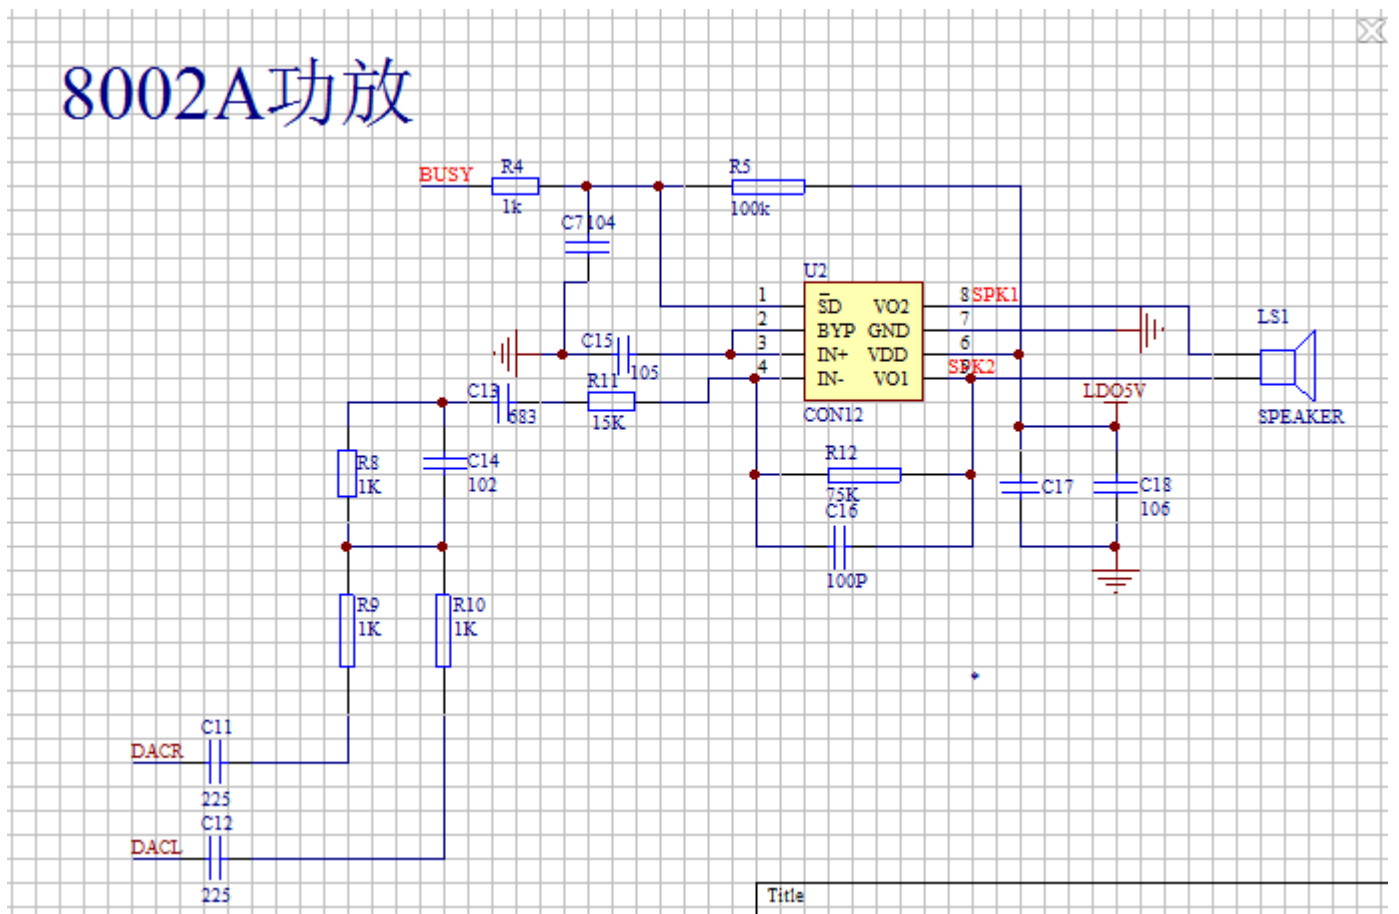 8002A功放
BUSY
R4
1k
R5
100k
C7
104
U2
1
2
3
4
SD
BYP
IN+
IN-
VO2
GND
VDD
VO1
8
7
6
SPK1
SPK2
CON12
LS1
SPEAKER
LDO5V
C15
105
C13
683
R11
15K
R8
1K
C14
102
R12
75K
C16
100P
C17
C18
106
R9
1K
R10
1K
C11
DACR
225
C12
DACL
225
Title